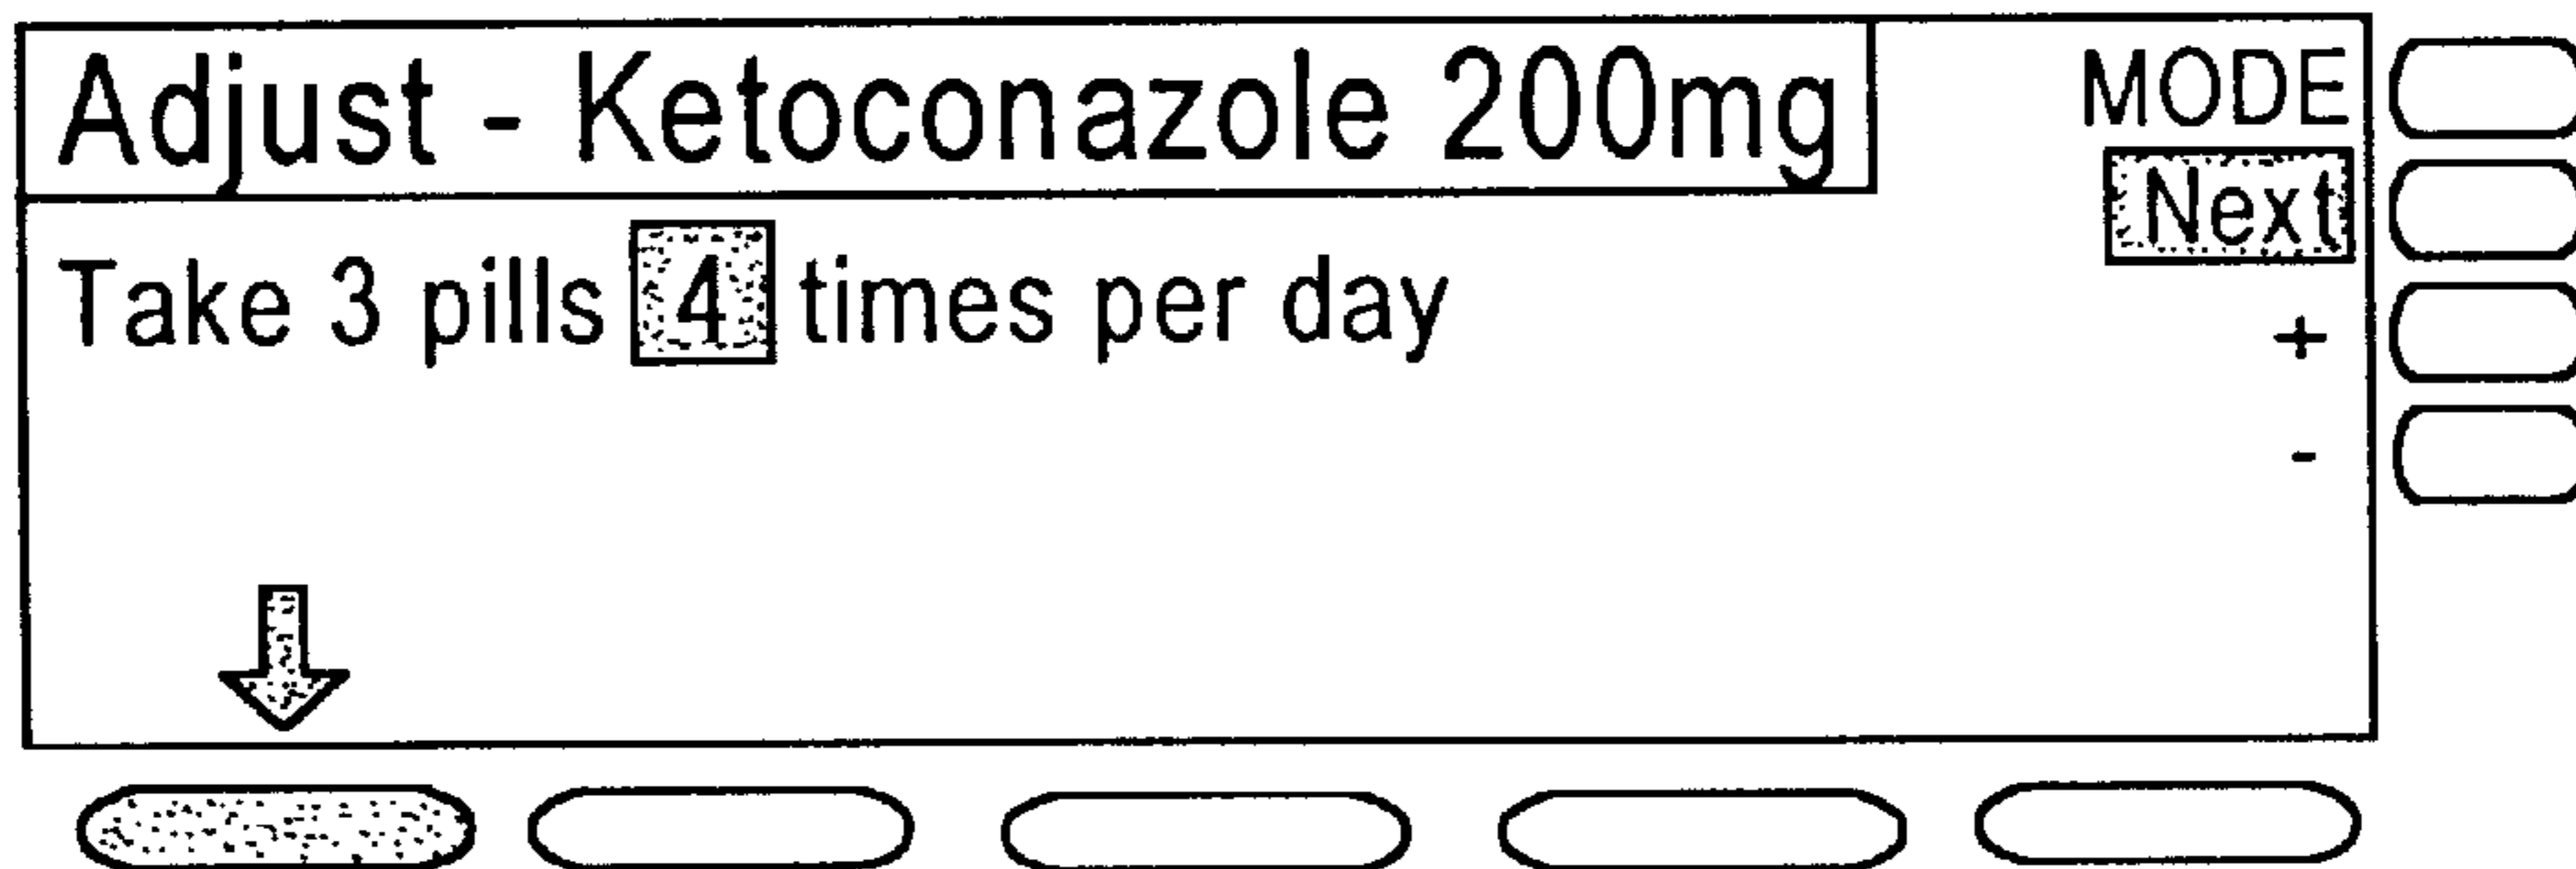 Adjust - Ketoconazole 200mg
MODE
Next
Take 3 pills 4 times per day
+
-